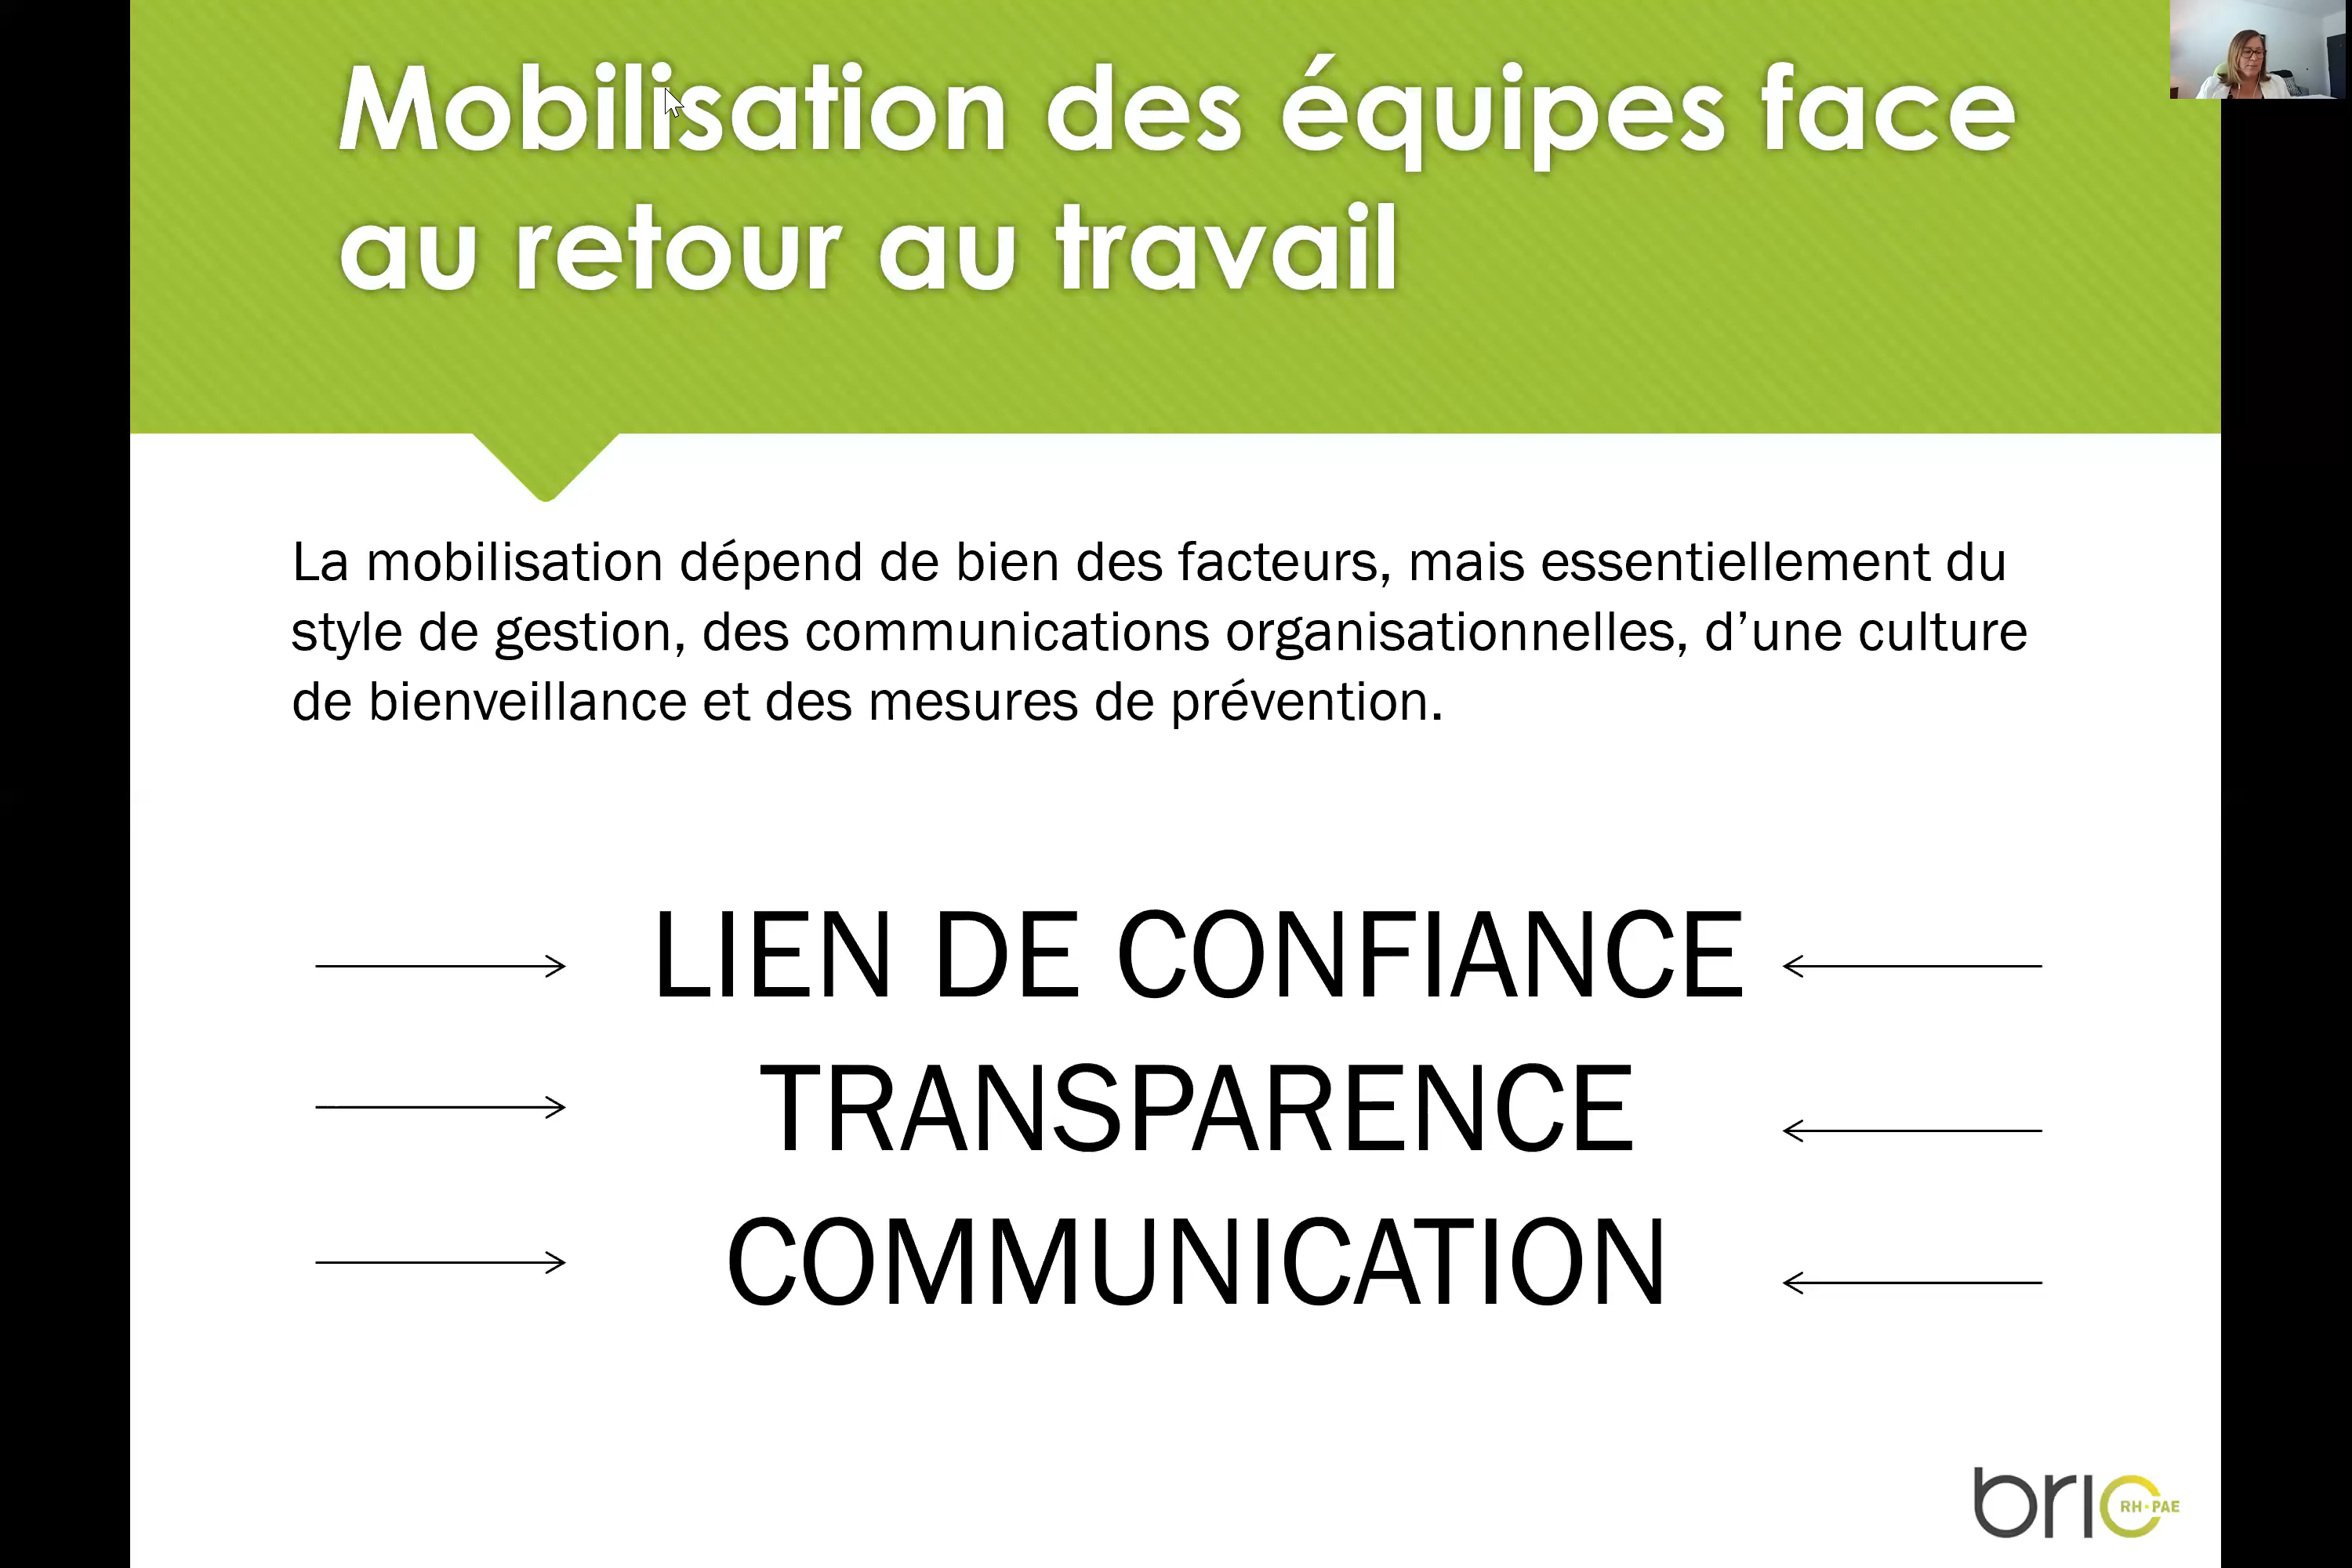 Mobilisation des équipes face
au retour au travail
La mobilisation dépend de bien des facteurs, mais essentiellement du
style de gestion, des communications organisationnelles, d’une culture
de bienveillance et des mesures de prévention.
LIEN DE CONFIANCE
TRANSPARENCE
COMMUNICATION
bric
RH•PAE